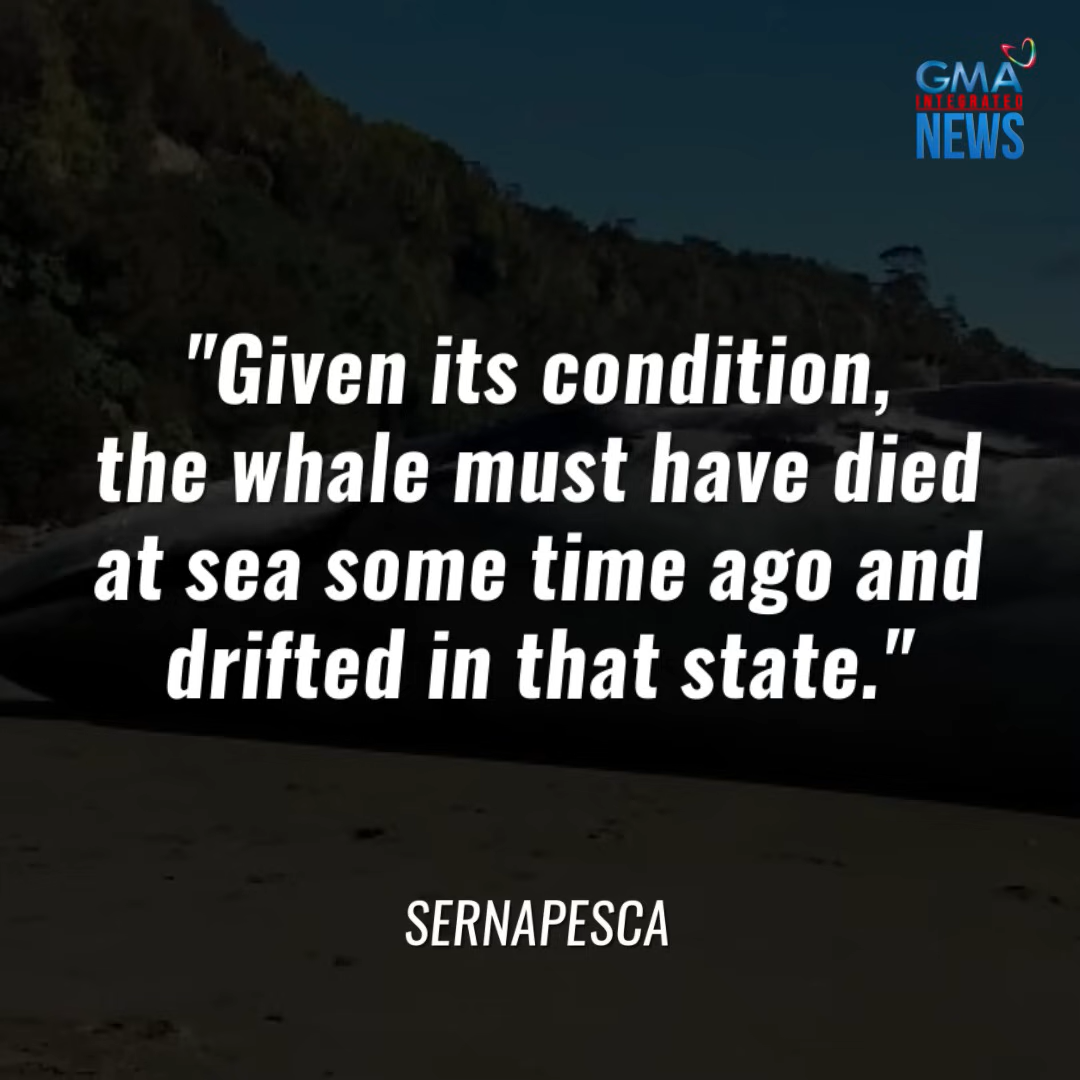 GMA
INTEGRATED
NEWS
"Given its condition,
the whale must have died
at sea some time ago and
drifted in that state."
SERNAPESCA